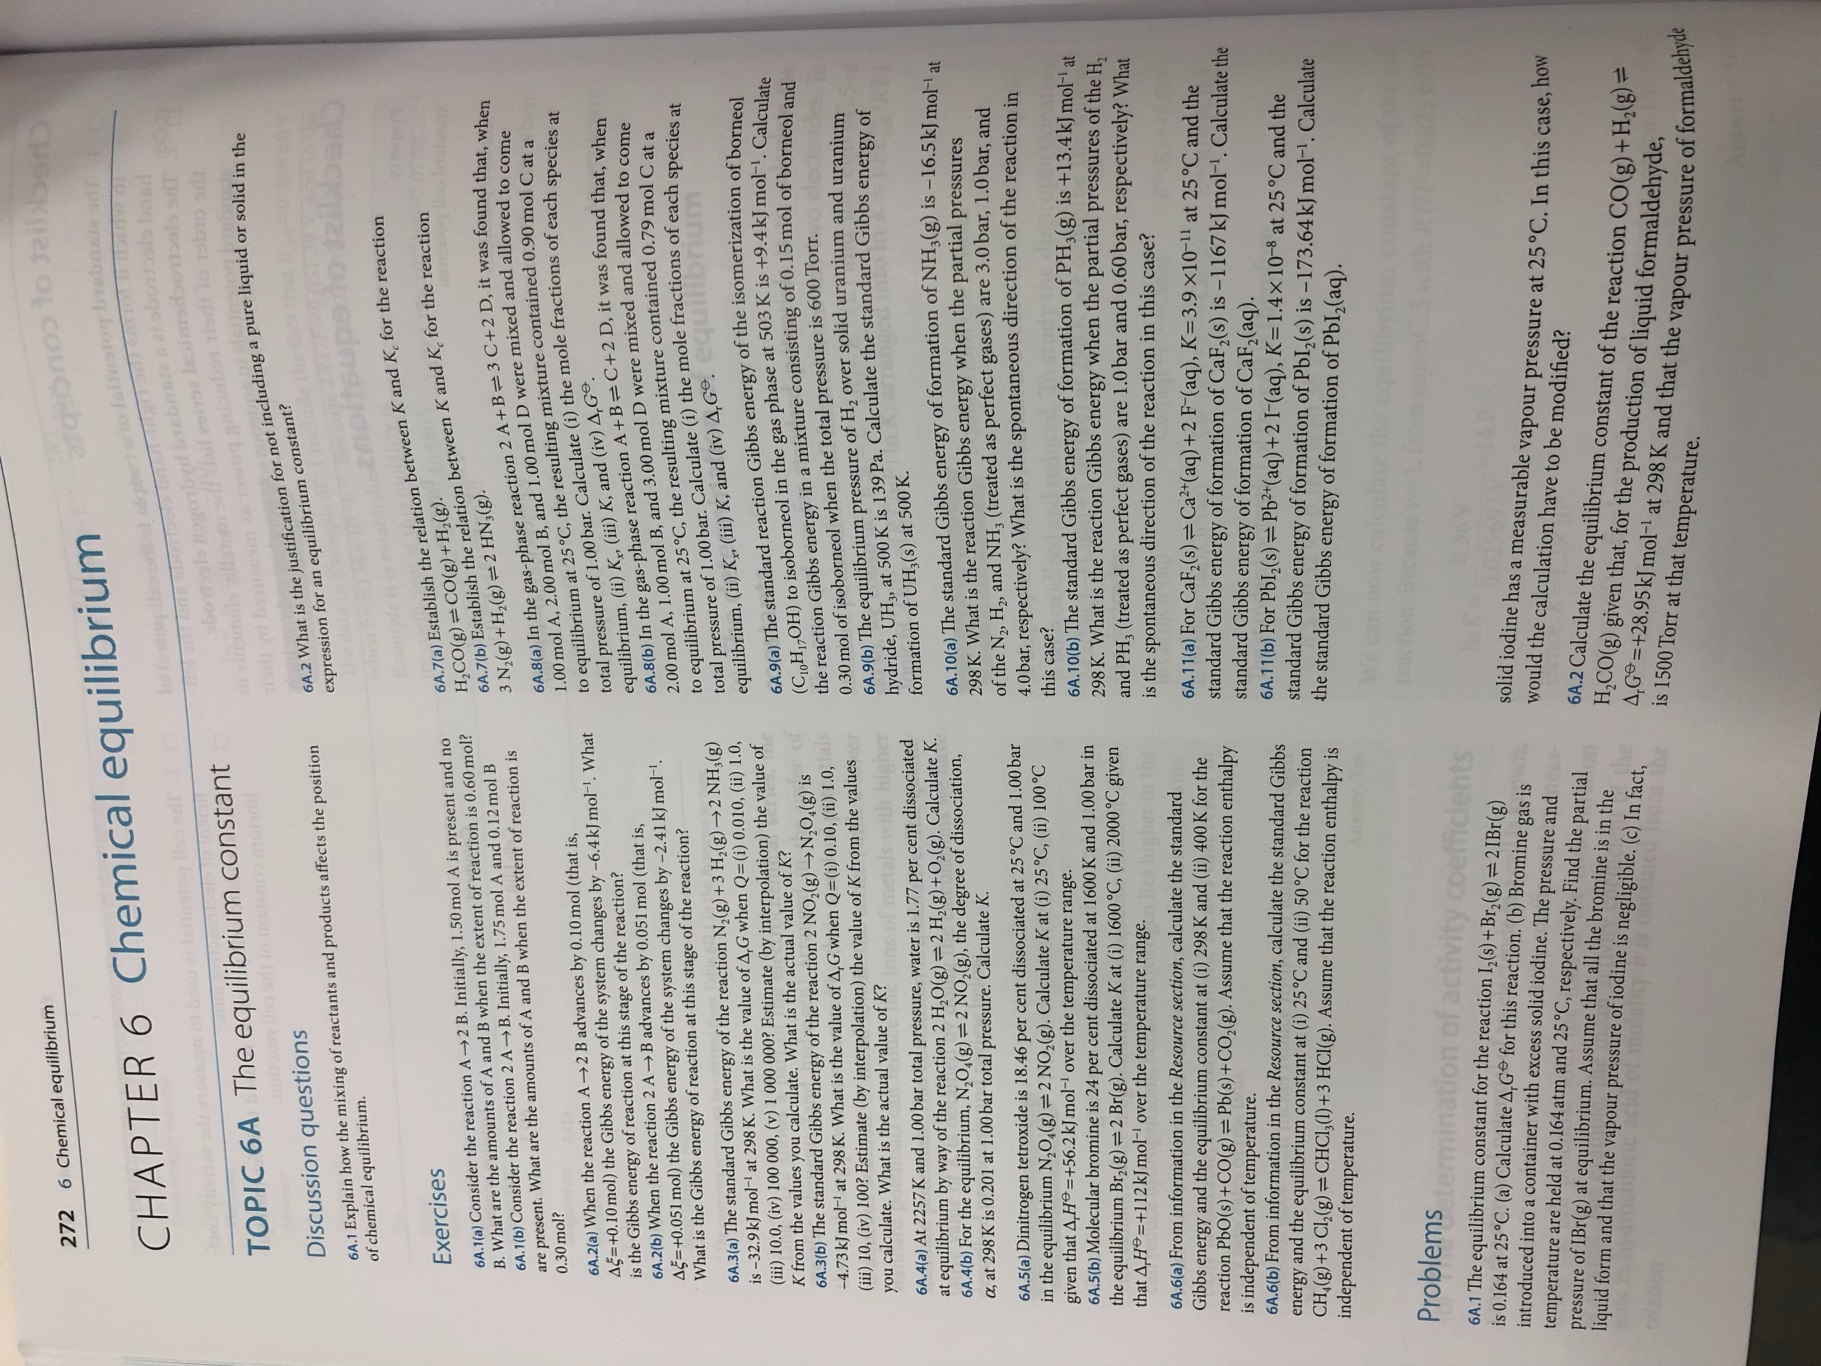 272 6 Chemical equilibrium
CHAPTER 6 Chemical equilibrium
TOPIC 6A The equilibrium constant
Discussion questions
6A.1 Explain how the mixing of reactants and products affects the position
of chemical equilibrium.
6A.2 What is the justification for not including a pure liquid or solid in the
expression for an equilibrium constant?
Exercises
6A.1(a) Consider the reaction A→2 B. Initially, 1.50 mol A is present and no
B. What are the amounts of A and B when the extent of reaction is 0.60 mol?
6A.1(b) Consider the reaction 2 A→B. Initially, 1.75 mol A and 0.12 mol B
are present. What are the amounts of A and B when the extent of reaction is
0.30 mol?
6A.2(a) When the reaction A→2 B advances by 0.10 mol (that is,
Δξ=+0.10 mol) the Gibbs energy of the system changes by −6.4 kJ mol⁻¹. What
is the Gibbs energy of reaction at this stage of the reaction?
6A.2(b) When the reaction 2 A→B advances by 0.051 mol (that is,
Δξ=+0.051 mol) the Gibbs energy of the system changes by −2.41 kJ mol⁻¹.
What is the Gibbs energy of reaction at this stage of the reaction?
6A.3(a) The standard Gibbs energy of the reaction N₂(g)+3 H₂(g)→2 NH₃(g)
is −32.9 kJ mol⁻¹ at 298 K. What is the value of ΔᵣG when Q=(i) 0.010, (ii) 1.0,
(iii) 10.0, (iv) 100 000, (v) 1 000 000? Estimate (by interpolation) the value of
K from the values you calculate. What is the actual value of K?
6A.3(b) The standard Gibbs energy of the reaction 2 NO₂(g)→N₂O₄(g) is
−4.73 kJ mol⁻¹ at 298 K. What is the value of ΔᵣG when Q=(i) 0.10, (ii) 1.0,
(iii) 10, (iv) 100? Estimate (by interpolation) the value of K from the values
you calculate. What is the actual value of K?
6A.4(a) At 2257 K and 1.00 bar total pressure, water is 1.77 per cent dissociated
at equilibrium by way of the reaction 2 H₂O(g)⇌2 H₂(g)+O₂(g). Calculate K.
6A.4(b) For the equilibrium, N₂O₄(g)⇌2 NO₂(g), the degree of dissociation,
α, at 298 K is 0.201 at 1.00 bar total pressure. Calculate K.
6A.5(a) Dinitrogen tetroxide is 18.46 per cent dissociated at 25 °C and 1.00 bar
in the equilibrium N₂O₄(g)⇌2 NO₂(g). Calculate K at (i) 25 °C, (ii) 100 °C
given that ΔᵣH⦵=+56.2 kJ mol⁻¹ over the temperature range.
6A.5(b) Molecular bromine is 24 per cent dissociated at 1600 K and 1.00 bar in
the equilibrium Br₂(g)⇌2 Br(g). Calculate K at (i) 1600 °C, (ii) 2000 °C given
that ΔᵣH⦵=+112 kJ mol⁻¹ over the temperature range.
6A.6(a) From information in the Resource section, calculate the standard
Gibbs energy and the equilibrium constant at (i) 298 K and (ii) 400 K for the
reaction PbO(s)+CO(g)⇌Pb(s)+CO₂(g). Assume that the reaction enthalpy
is independent of temperature.
6A.6(b) From information in the Resource section, calculate the standard Gibbs
energy and the equilibrium constant at (i) 25 °C and (ii) 50 °C for the reaction
CH₄(g)+3 Cl₂(g)⇌CHCl₃(l)+3 HCl(g). Assume that the reaction enthalpy is
independent of temperature.
6A.7(a) Establish the relation between K and K꜀ for the reaction
H₂CO(g)⇌CO(g)+H₂(g).
6A.7(b) Establish the relation between K and K꜀ for the reaction
3 N₂(g)+H₂(g)⇌2 HN₃(g).
6A.8(a) In the gas-phase reaction 2 A+B⇌3 C+2 D, it was found that, when
1.00 mol A, 2.00 mol B, and 1.00 mol D were mixed and allowed to come
to equilibrium at 25 °C, the resulting mixture contained 0.90 mol C at a
total pressure of 1.00 bar. Calculate (i) the mole fractions of each species at
equilibrium, (ii) Kₓ, (iii) K, and (iv) ΔᵣG⦵.
6A.8(b) In the gas-phase reaction A+B⇌C+2 D, it was found that, when
2.00 mol A, 1.00 mol B, and 3.00 mol D were mixed and allowed to come
to equilibrium at 25 °C, the resulting mixture contained 0.79 mol C at a
total pressure of 1.00 bar. Calculate (i) the mole fractions of each species at
equilibrium, (ii) Kₓ, (iii) K, and (iv) ΔᵣG⦵.
6A.9(a) The standard reaction Gibbs energy of the isomerization of borneol
(C₁₀H₁₇OH) to isoborneol in the gas phase at 503 K is +9.4 kJ mol⁻¹. Calculate
the reaction Gibbs energy in a mixture consisting of 0.15 mol of borneol and
0.30 mol of isoborneol when the total pressure is 600 Torr.
6A.9(b) The equilibrium pressure of H₂ over solid uranium and uranium
hydride, UH₃, at 500 K is 139 Pa. Calculate the standard Gibbs energy of
formation of UH₃(s) at 500 K.
6A.10(a) The standard Gibbs energy of formation of NH₃(g) is −16.5 kJ mol⁻¹ at
298 K. What is the reaction Gibbs energy when the partial pressures
of the N₂, H₂, and NH₃ (treated as perfect gases) are 3.0 bar, 1.0 bar, and
4.0 bar, respectively? What is the spontaneous direction of the reaction in
this case?
6A.10(b) The standard Gibbs energy of formation of PH₃(g) is +13.4 kJ mol⁻¹ at
298 K. What is the reaction Gibbs energy when the partial pressures of the H₂
and PH₃ (treated as perfect gases) are 1.0 bar and 0.60 bar, respectively? What
is the spontaneous direction of the reaction in this case?
6A.11(a) For CaF₂(s)⇌Ca²⁺(aq)+2 F⁻(aq), K=3.9×10⁻¹¹ at 25 °C and the
standard Gibbs energy of formation of CaF₂(s) is −1167 kJ mol⁻¹. Calculate the
standard Gibbs energy of formation of CaF₂(aq).
6A.11(b) For PbI₂(s)⇌Pb²⁺(aq)+2 I⁻(aq), K=1.4×10⁻⁸ at 25 °C and the
standard Gibbs energy of formation of PbI₂(s) is −173.64 kJ mol⁻¹. Calculate
the standard Gibbs energy of formation of PbI₂(aq).
Problems
6A.1 The equilibrium constant for the reaction I₂(s)+Br₂(g)⇌2 IBr(g)
is 0.164 at 25 °C. (a) Calculate ΔᵣG⦵ for this reaction. (b) Bromine gas is
introduced into a container with excess solid iodine. The pressure and
temperature are held at 0.164 atm and 25 °C, respectively. Find the partial
pressure of IBr(g) at equilibrium. Assume that all the bromine is in the
liquid form and that the vapour pressure of iodine is negligible. (c) In fact,
solid iodine has a measurable vapour pressure at 25 °C. In this case, how
would the calculation have to be modified?
6A.2 Calculate the equilibrium constant of the reaction CO(g)+H₂(g)⇌
H₂CO(g) given that, for the production of liquid formaldehyde,
ΔᵣG⦵=+28.95 kJ mol⁻¹ at 298 K and that the vapour pressure of formaldehyde
is 1500 Torr at that temperature.